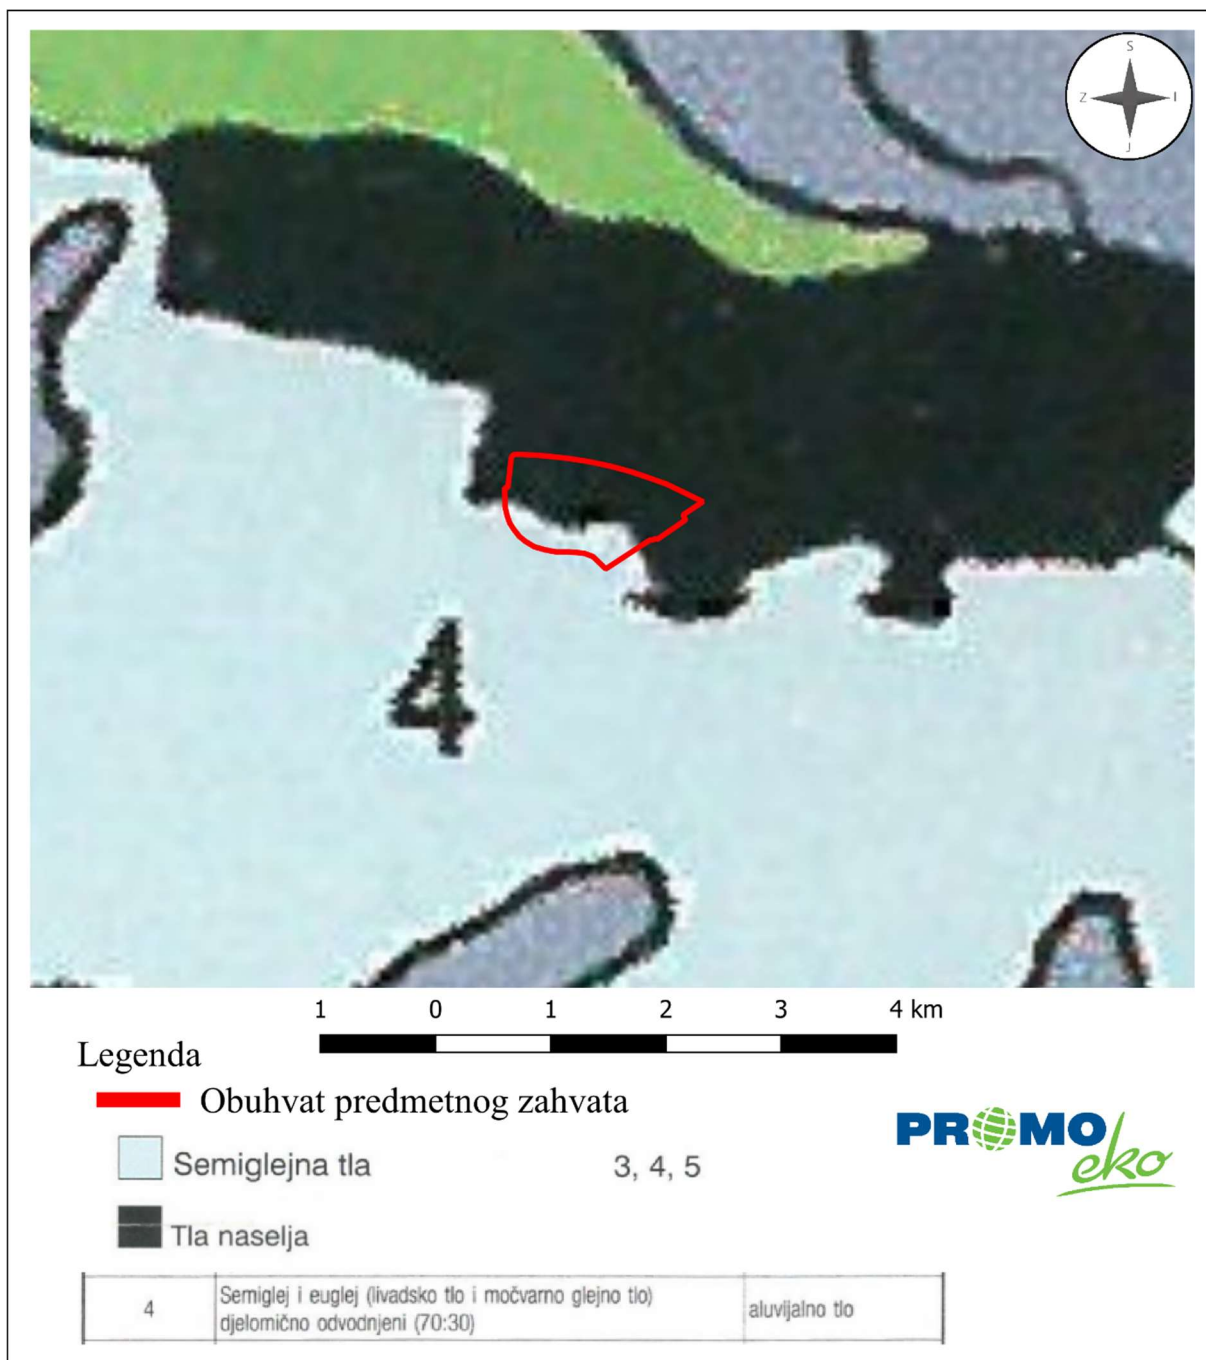 S
Z I
J
4
1 0 1 2 3 4 km
Legenda
Obuhvat predmetnog zahvata
Semiglejna tla 3, 4, 5
Tla naselja
PROMO
eko
4 Semiglej i euglej (livadsko tlo i močvarno glejno tlo) aluvijalno tlo
djelomično odvodnjeni (70:30)